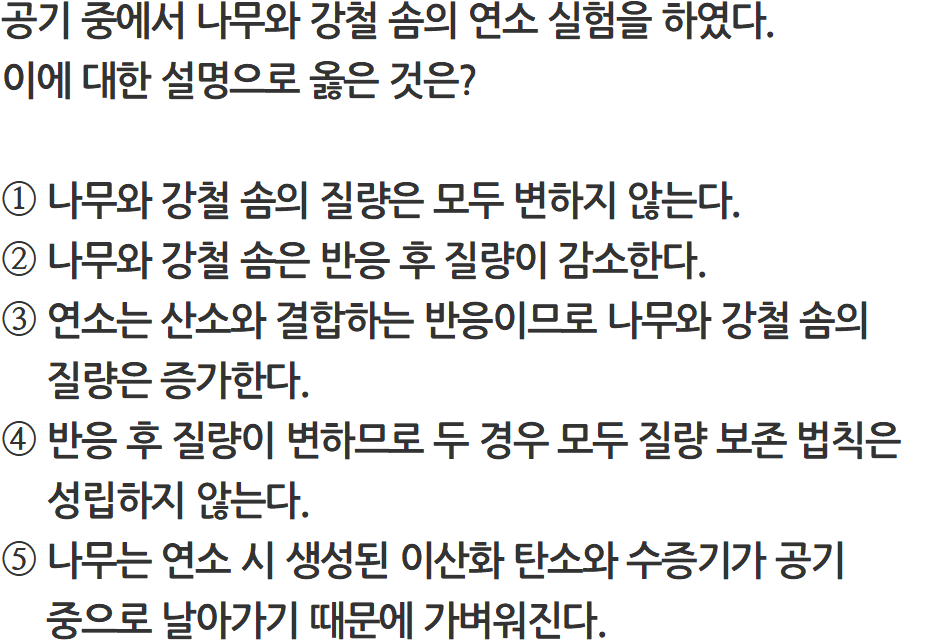 공기 중에서 나무와 강철 솜의 연소 실험을 하였다.
이에 대한 설명으로 옳은 것은?
① 나무와 강철 솜의 질량은 모두 변하지 않는다.
② 나무와 강철 솜은 반응 후 질량이 감소한다.
③ 연소는 산소와 결합하는 반응이므로 나무와 강철 솜의
질량은 증가한다.
④ 반응 후 질량이 변하므로 두 경우 모두 질량 보존 법칙은
성립하지 않는다.
⑤ 나무는 연소 시 생성된 이산화 탄소와 수증기가 공기
중으로 날아가기 때문에 가벼워진다.